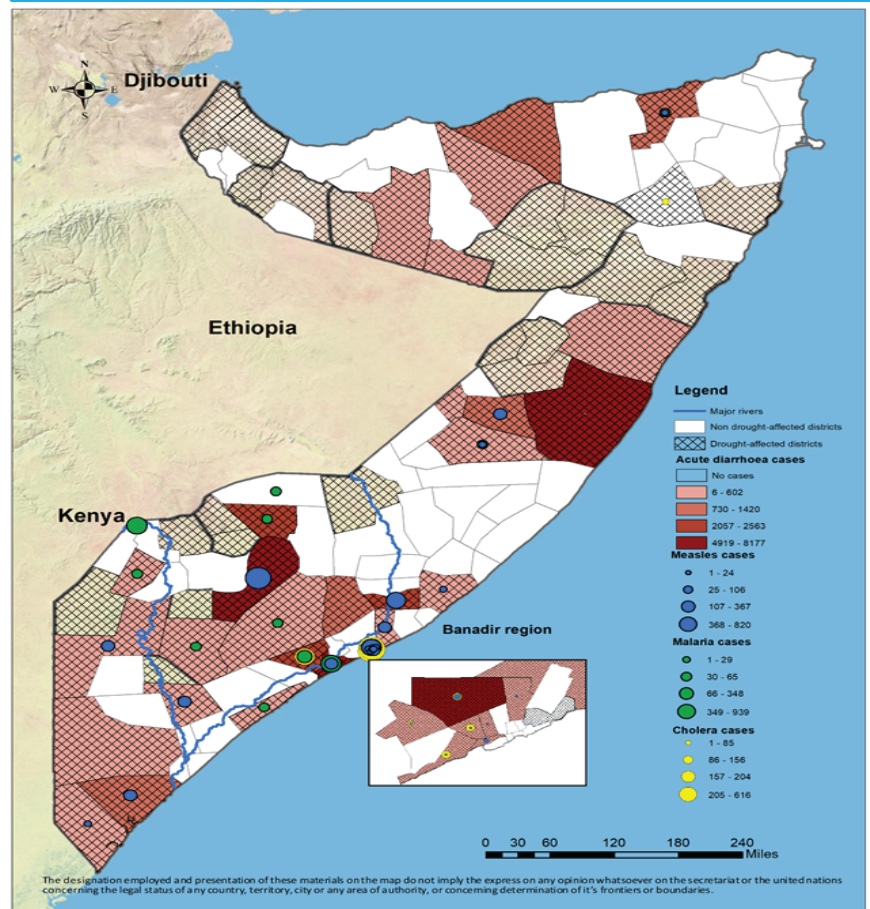 N
Djibouti
W
E
S
Ethiopia
Kenya
Banadir region
Legend
Major rivers
Non drought-affected districts
Drought-affected districts
Acute diarrhoea cases
No cases
6 - 602
730 - 1420
2057 - 2563
4919 - 8177
Measles cases
1 - 24
25 - 106
107 - 367
368 - 820
Malaria cases
1 - 29
30 - 65
66 - 348
349 - 939
Cholera cases
1 - 85
86 - 156
157 - 204
205 - 616
0 30 60 120 180 240
Miles
The designation employed and presentation of these materials on the map do not imply the express on any opinion whatsoever on the secretariat or the united nations
concerning the legal status of any country, territory, city or any area of authority, or concerning determination of it's frontiers or boundaries.